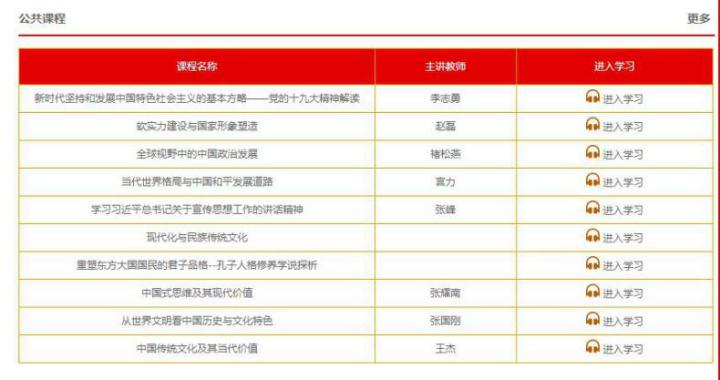 公共课程 更多
课程名称 主讲教师 进入学习
新时代坚持和发展中国特色社会主义的基本方略——党的十九大精神解读 李志勇 进入学习
软实力建设与国家形象塑造 赵磊 进入学习
全球视野中的中国政治发展 褚松燕 进入学习
当代世界格局与中国和平发展道路 宫力 进入学习
学习习近平总书记关于宣传思想工作的讲话精神 张峰 进入学习
现代化与民族传统文化 进入学习
重塑东方大国国民的君子品格--孔子人格修养学说探析 进入学习
中国式思维及其现代价值 张耀南 进入学习
从世界文明看中国历史与文化特色 张国刚 进入学习
中国传统文化及其当代价值 王杰 进入学习